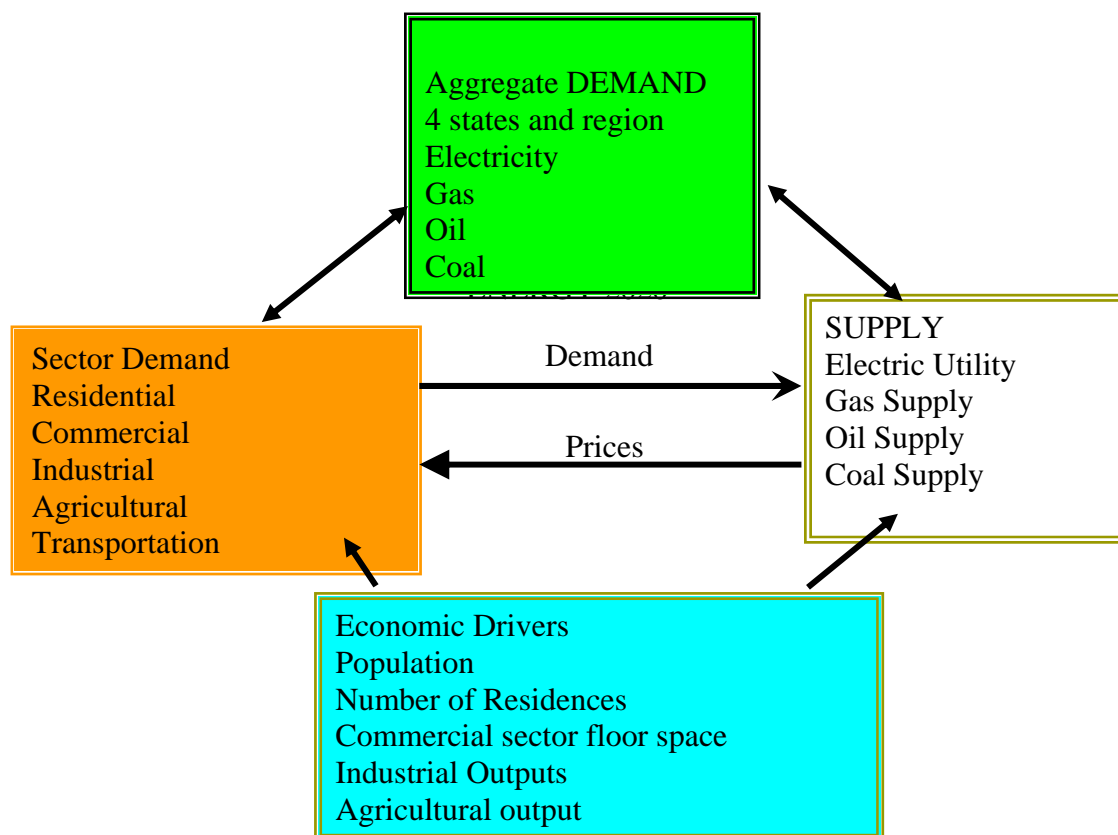 Aggregate DEMAND
4 states and region
Electricity
Gas
Oil
Coal
Sector Demand
Residential
Commercial
Industrial
Agricultural
Transportation
Demand
Prices
SUPPLY
Electric Utility
Gas Supply
Oil Supply
Coal Supply
Economic Drivers
Population
Number of Residences
Commercial sector floor space
Industrial Outputs
Agricultural output